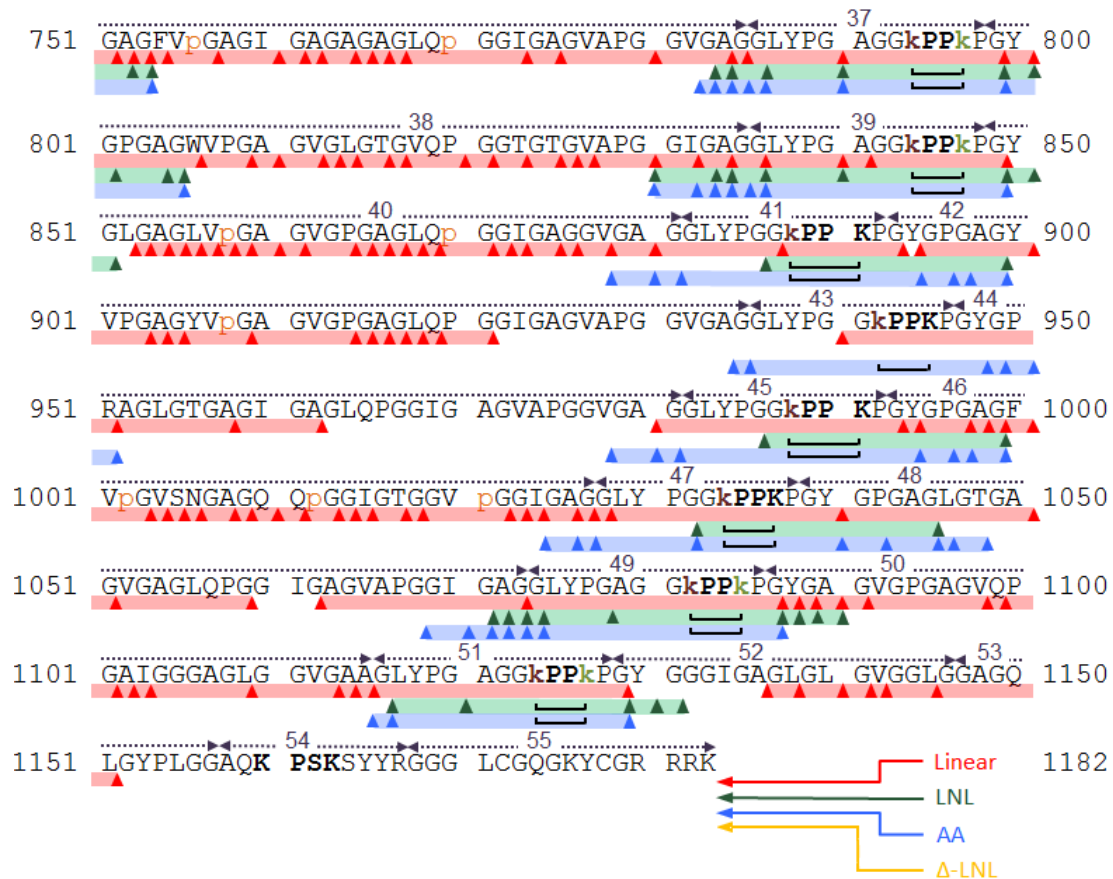 37
751 GAGFVpGAGI GAGAGAGLQp GGIGAGVAPG GVGAGGLYPG AGGkPPkPGY 800
38 39
801 GPGAGWVPGA GVGLGTGVQP GGTGTGVAPG GIGAGGLYPG AGGkPPkPGY 850
40 41 42
851 GLGAGLVpGA GVGPGAGLQp GGIGAGGVGA GGLYPGGkPP KPGYGPGAGY 900
43 44
901 VPGAGYVpGA GVGPGAGLQP GGIGAGVAPG GVGAGGLYPG GkPPKPGYGP 950
45 46
951 RAGLGTGAGI GAGLQPGGIG AGVAPGGVGA GGLYPGGkPP KPGYGPGAGF 1000
47 48
1001 VpGVSNGAGQ QpGGIGTGGV pGGIGAGGLY PGGkPPKPGY GPGAGLGTGA 1050
49 50
1051 GVGAGLQPGG IGAGVAPGGI GAGGLYPGAG GkPPkPGYGA GVGPGAGVQP 1100
51 52 53
1101 GAIGGGAGLG GVGAAGLYPG AGGkPPkPGY GGGIGAGLGL GVGGLGGAGQ 1150
54 55
1151 LGYPLGGAQK PSKSYYRGGG LCGQGKYCGR RRK 1182
Linear
LNL
AA
Δ-LNL